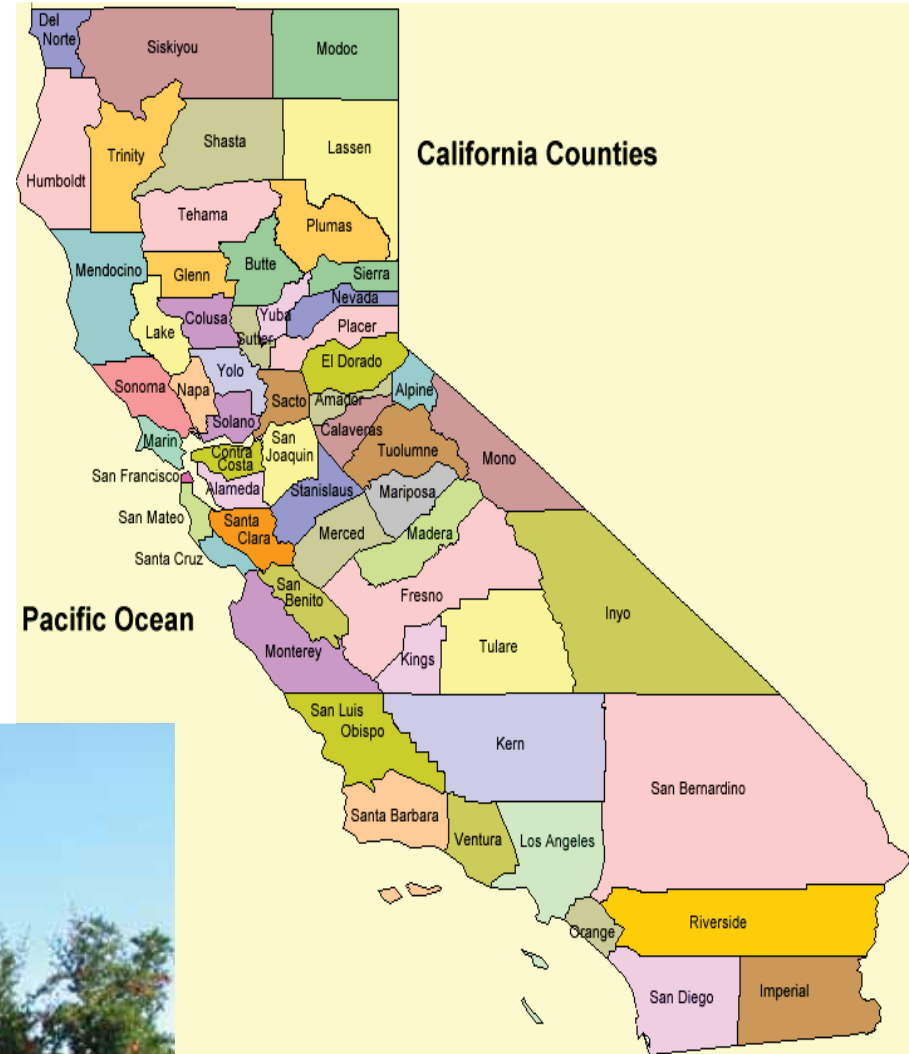 Del
Norte
Siskiyou
Modoc
Shasta
Lassen
California Counties
Trinity
Humboldt
Tehama
Plumas
Mendocino
Glenn
Butte
Sierra
Nevada
Colusa
Yuba
Lake
Sutter
Placer
El Dorado
Yolo
Sonoma
Napa
Sacto
Amador
Alpine
Solano
Calaveras
Marin
San
Joaquin
Tuolumne
Mono
Contra
Costa
San Francisco
Alameda
Stanislaus
Mariposa
San Mateo
Santa
Clara
Merced
Madera
Santa Cruz
San
Benito
Fresno
Inyo
Pacific Ocean
Monterey
Kings
Tulare
San Luis
Obispo
Kern
San Bernardino
Santa Barbara
Ventura
Los Angeles
Orange
Riverside
San Diego
Imperial